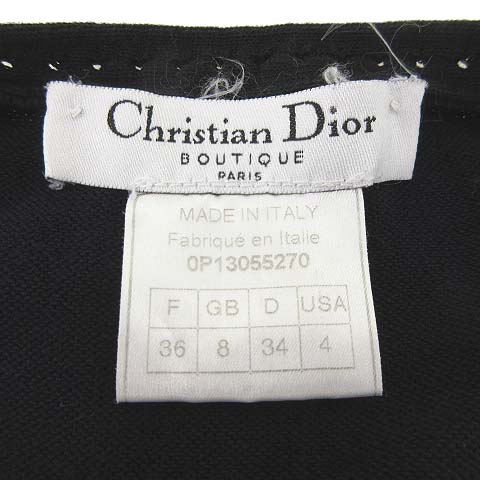 Christian Dior
BOUTIQUE
PARIS
MADE IN ITALY
Fabriqué en Italie
0P13055270
F GB D USA
36 8 34 4